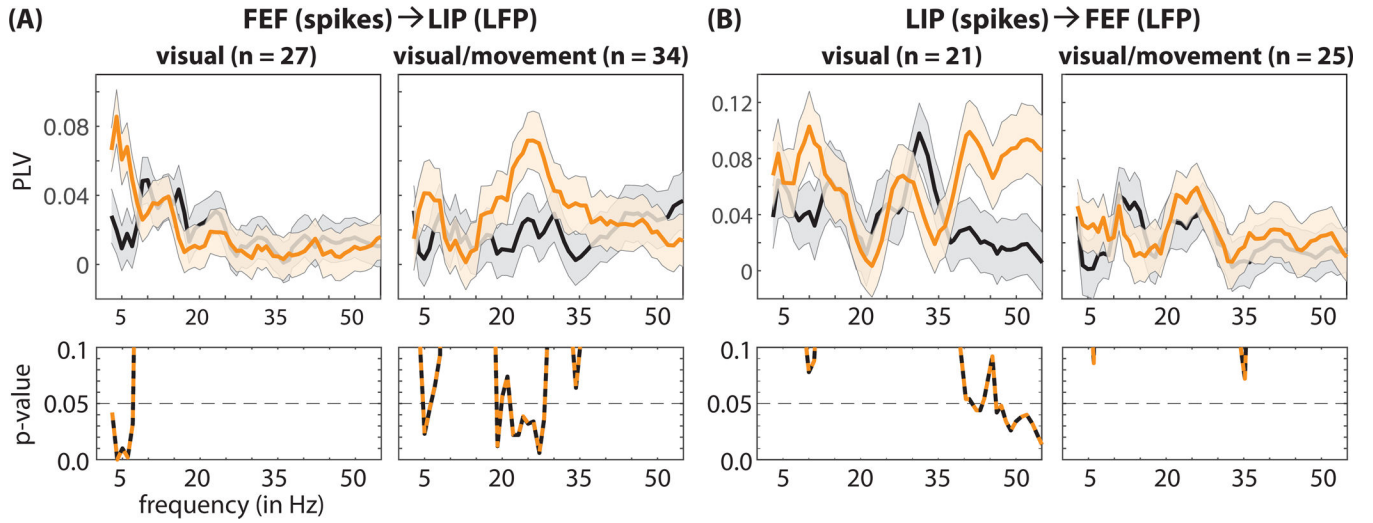 (A) FEF (spikes)→LIP (LFP) (B) LIP (spikes)→FEF (LFP)
visual (n = 27) visual/movement (n = 34) visual (n = 21) visual/movement (n = 25)
PLV
0.08
0.04
0
0.12
0.08
0.04
0
5 20 35 50 5 20 35 50 5 20 35 50 5 20 35 50
p-value
0.1 0.1
0.05 0.05
0.0 0.0
5 20 35 50 5 20 35 50 5 20 35 50 5 20 35 50
frequency (in Hz)